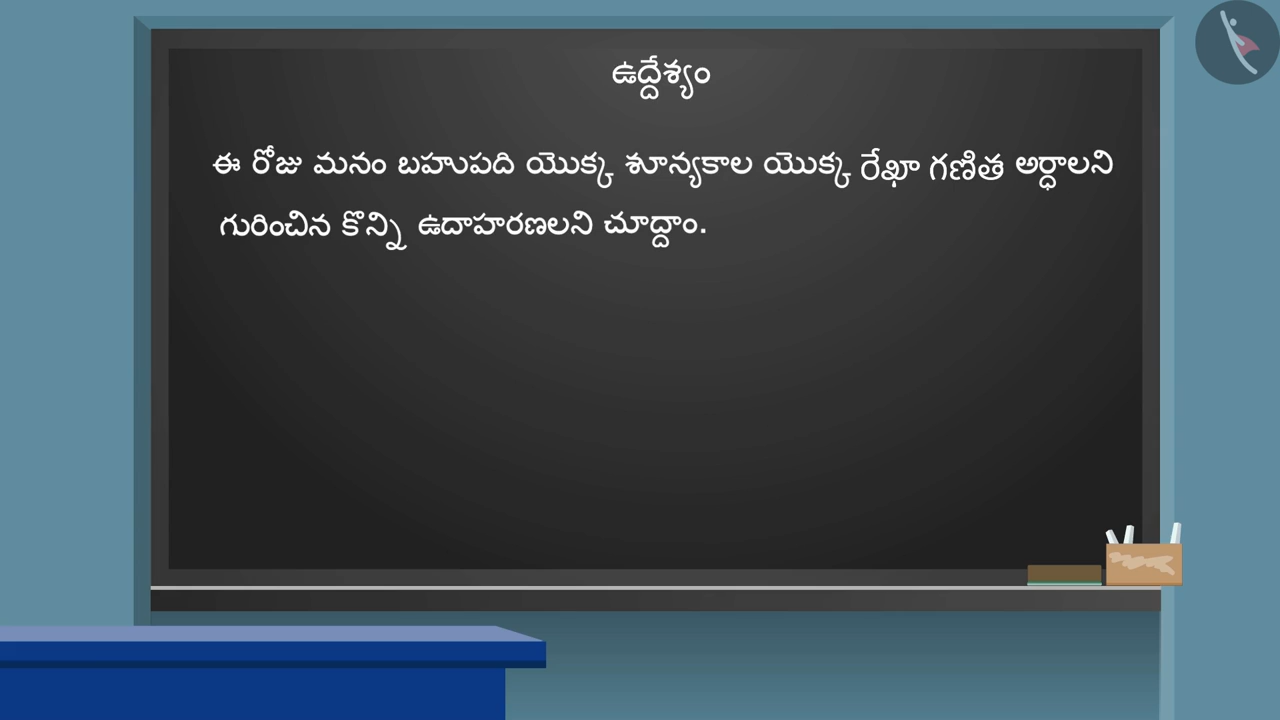 ఉద్దేశ్యం
ఈ రోజు మనం బహుపది యొక్క శూన్యకాల యొక్క రేఖా గణిత అర్ధాలని
గురించిన కొన్ని ఉదాహరణలని చూద్దాం.